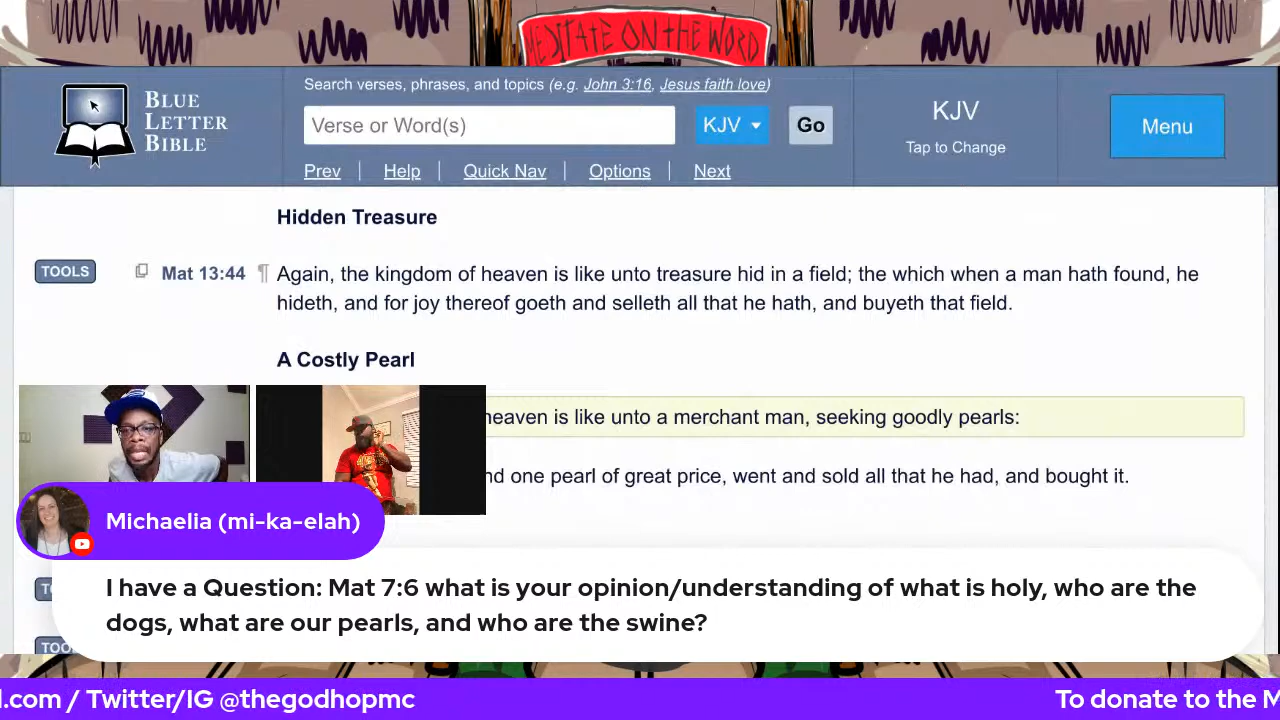 MEDITATE ON THE WORD
Search verses, phrases, and topics (e.g. John 3:16, Jesus faith love)
BLUE
LETTER
BIBLE
Verse or Word(s)
KJV
Go
KJV
Tap to Change
Menu
Prev
Help
Quick Nav
Options
Next
Hidden Treasure
TOOLS
Mat 13:44
¶ Again, the kingdom of heaven is like unto treasure hid in a field; the which when a man hath found, he
hideth, and for joy thereof goeth and selleth all that he hath, and buyeth that field.
A Costly Pearl
heaven is like unto a merchant man, seeking goodly pearls:
one pearl of great price, went and sold all that he had, and bought it.
Michaelia (mi-ka-elah)
I have a Question: Mat 7:6 what is your opinion/understanding of what is holy, who are the
dogs, what are our pearls, and who are the swine?
.com / Twitter/IG @thegodhopmc
To donate to the M